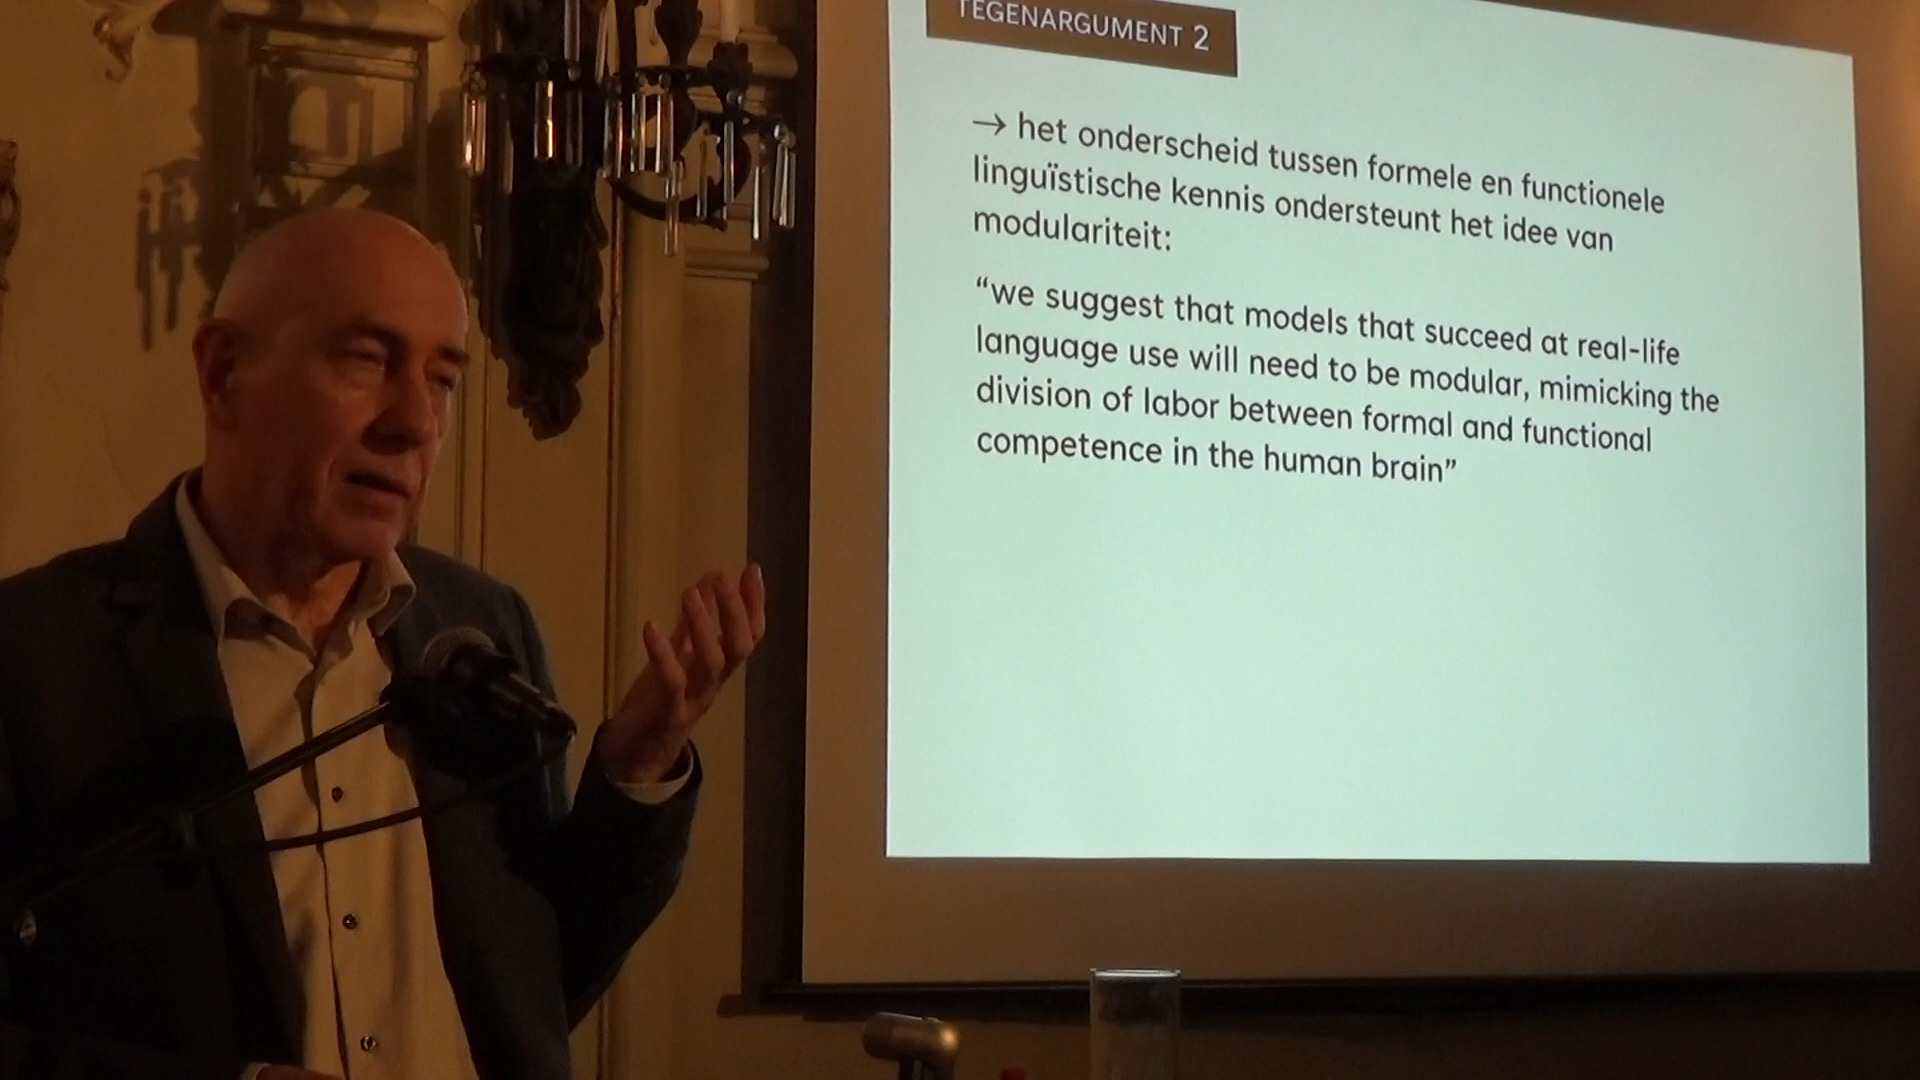 TEGENARGUMENT 2
→ het onderscheid tussen formele en functionele
linguïstische kennis ondersteunt het idee van
modulariteit:
“we suggest that models that succeed at real-life
language use will need to be modular, mimicking the
division of labor between formal and functional
competence in the human brain”